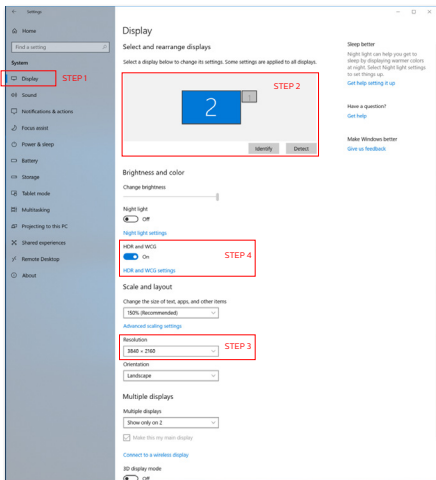 Settings
Home
Find a setting
System
Display
STEP 1
Sound
Notifications & actions
Focus assist
Power & sleep
Battery
Storage
Tablet mode
Multitasking
Projecting to this PC
Shared experiences
Remote Desktop
About
Display
Select and rearrange displays
Select a display below to change its settings. Some settings are applied to all displays.
STEP 2
2
1
Identify
Detect
Brightness and color
Change brightness
Night light
Off
Night light settings
HDR and WCG
On
STEP 4
HDR and WCG settings
Scale and layout
Change the size of text, apps, and other items
150% (Recommended)
Advanced scaling settings
Resolution
3840 × 2160
STEP 3
Orientation
Landscape
Multiple displays
Multiple displays
Show only on 2
Make this my main display
Connect to a wireless display
3D display mode
Off
Sleep better
Night light can help you get to
sleep by displaying warmer colors
at night. Select Night light settings
to set things up.
Get help setting it up
Have a question?
Get help
Make Windows better
Give us feedback